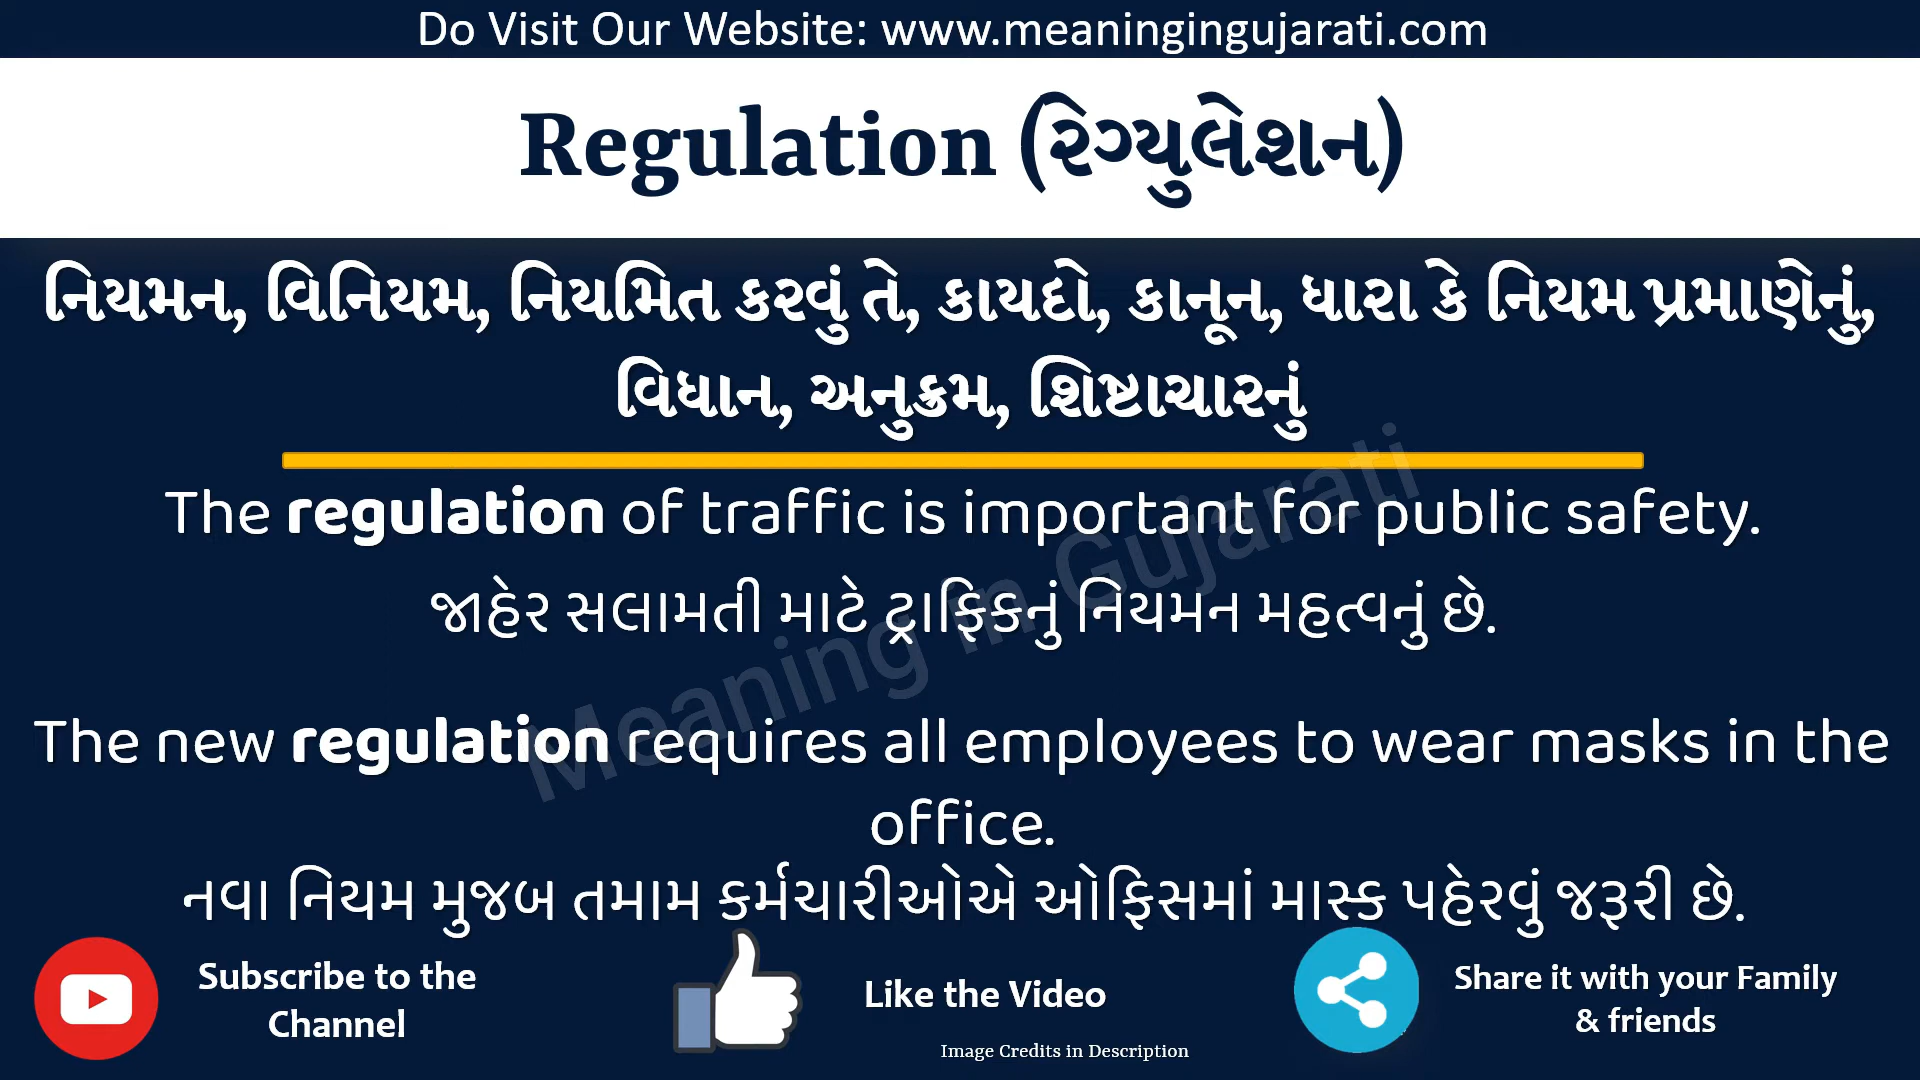 Do Visit Our Website: www.meaningingujarati.com
Regulation (રેગ્યુલેશન)
નિયમન, વિનિયમ, નિયમિત કરવું તે, કાયદો, કાનૂન, ધારા કે નિયમ પ્રમાણેનું,
વિધાન, અનુક્રમ, શિષ્ટાચારનું
The regulation of traffic is important for public safety.
જાહેર સલામતી માટે ટ્રાફિકનું નિયમન મહત્વનું છે.
Meaning in Gujarati
The new regulation requires all employees to wear masks in the
office.
નવા નિયમ મુજબ તમામ કર્મચારીઓએ ઓફિસમાં માસ્ક પહેરવું જરૂરી છે.
Subscribe to the
Channel
Like the Video
Share it with your Family
& friends
Image Credits in Description